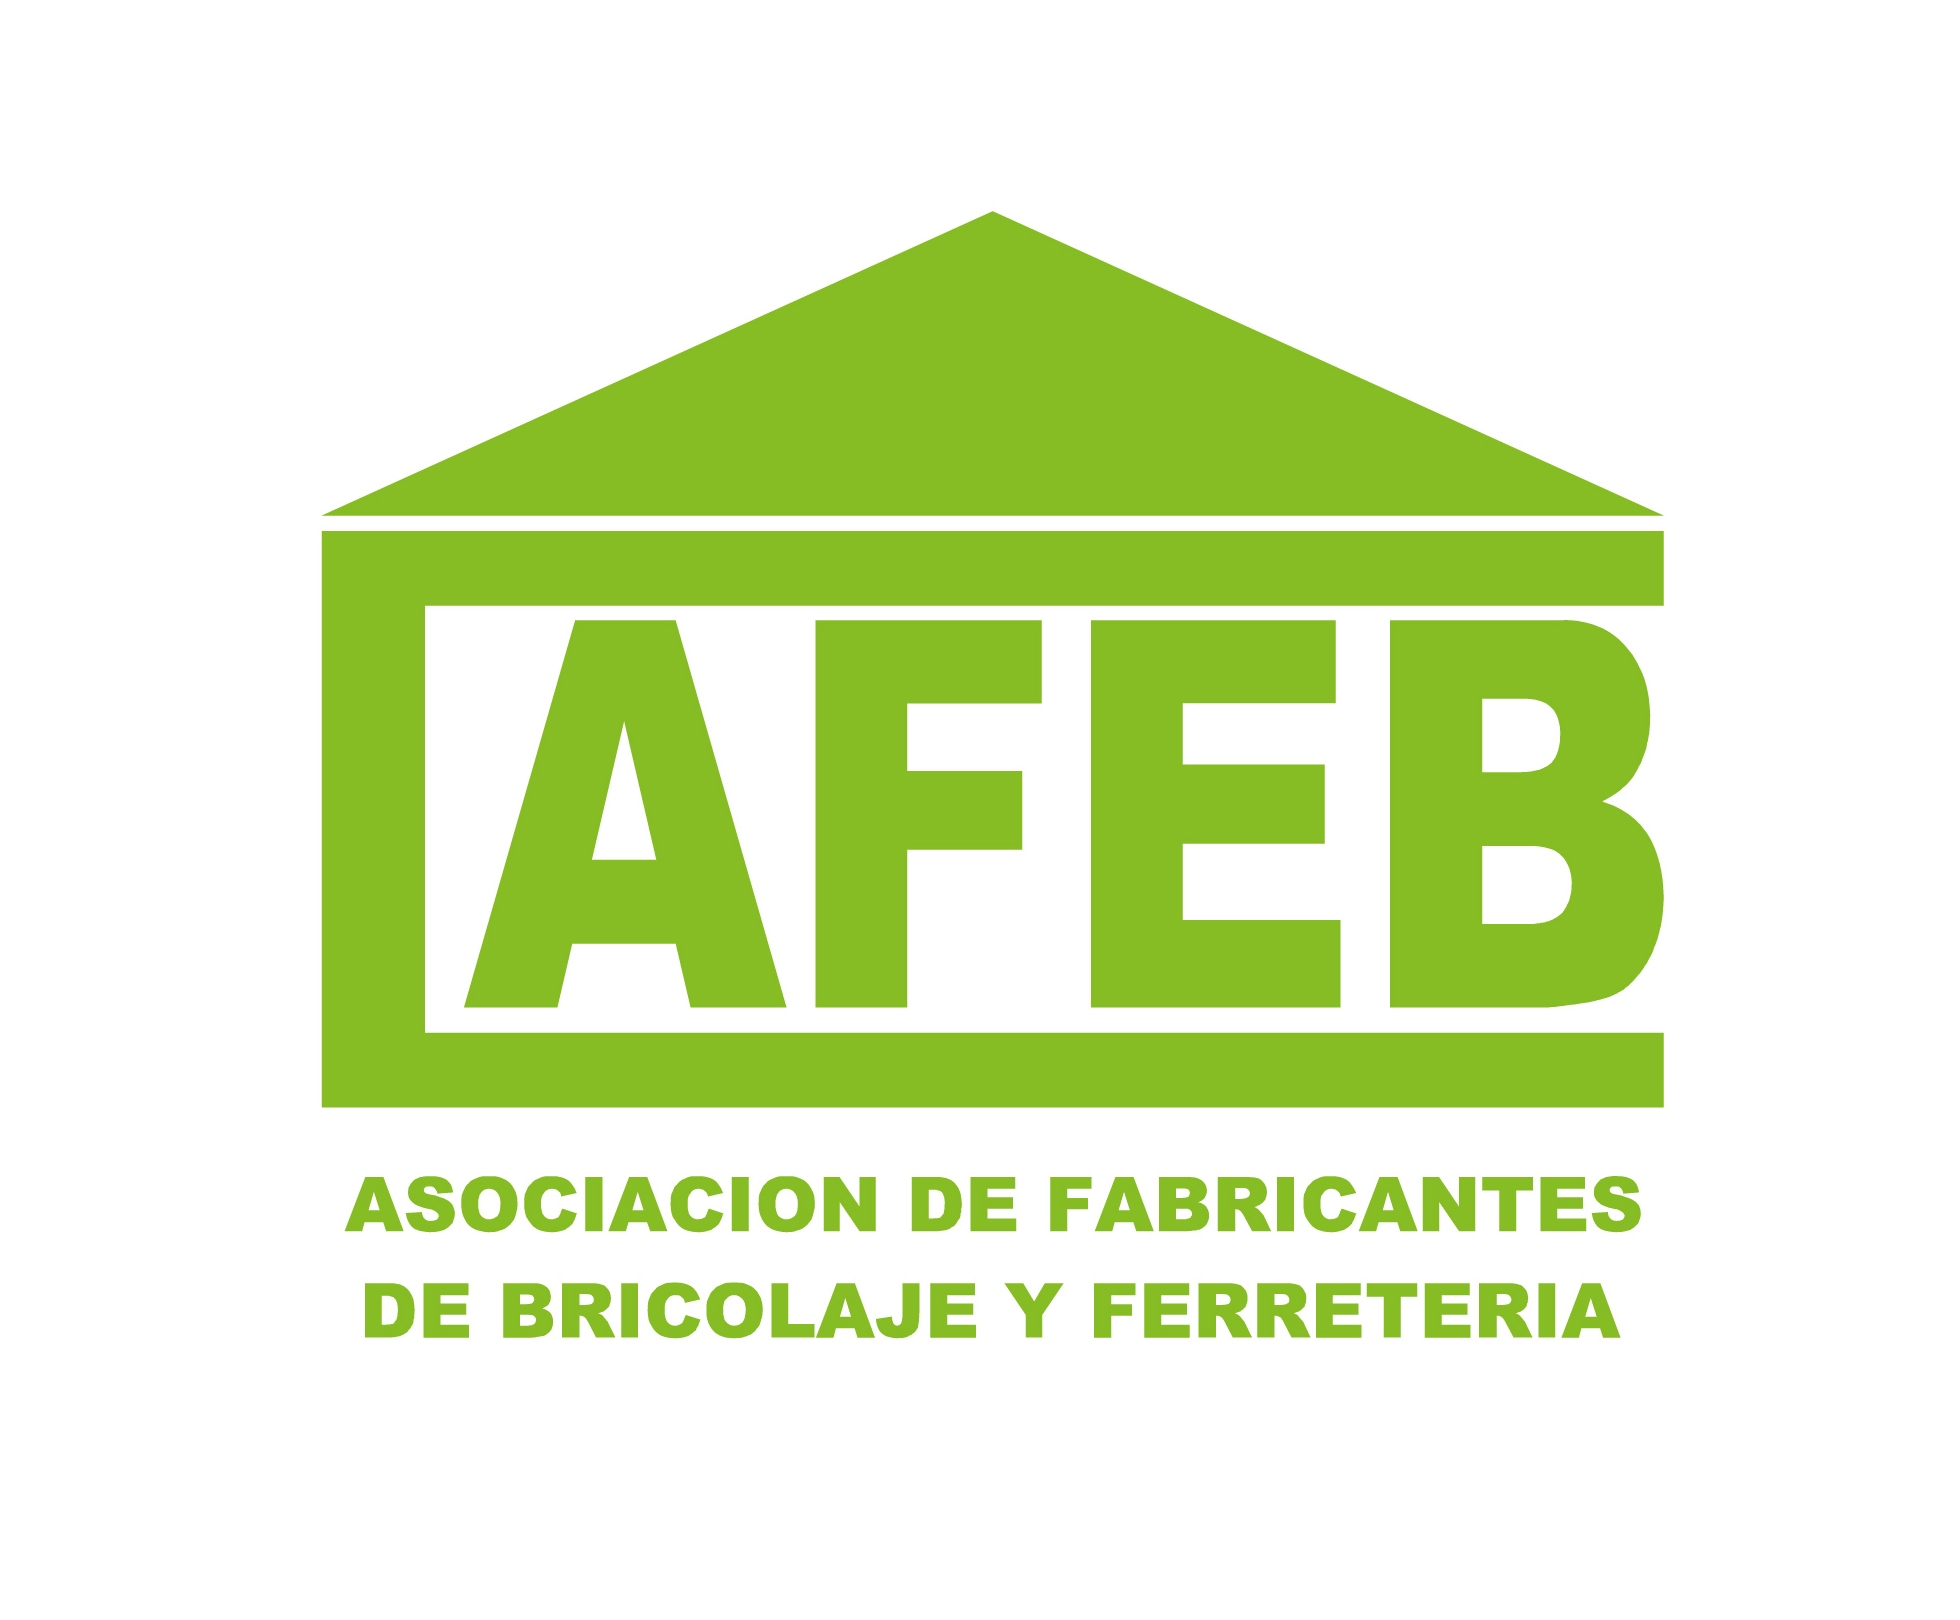 AFEB
ASOCIACION DE FABRICANTES
DE BRICOLAJE Y FERRETERIA